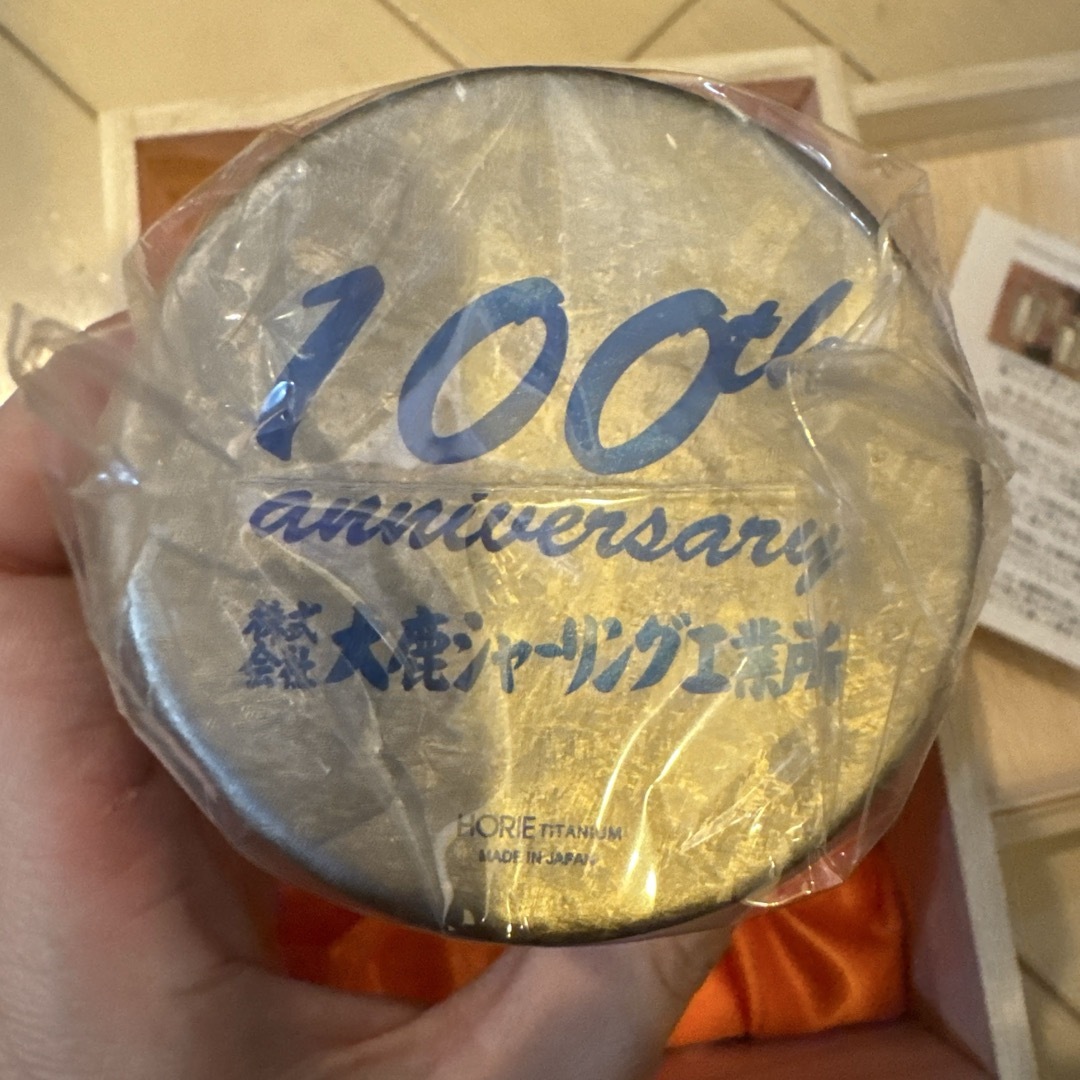 100th
anniversary
株式会社 大鹿シャーリング工業所
HORIE TITANIUM
MADE IN JAPAN